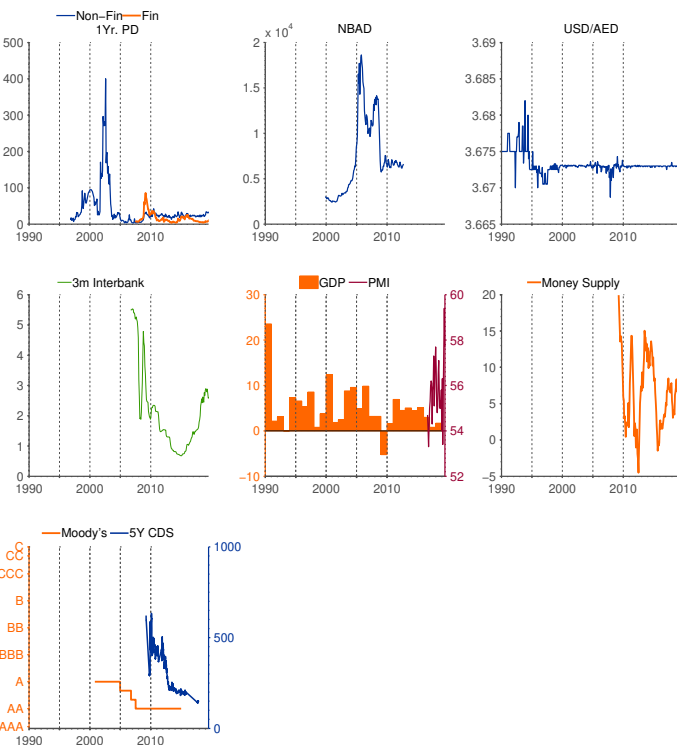 Non−Fin Fin
1Yr. PD
500
400
300
200
100
0
1990 2000 2010
2 x 10^4
NBAD
2
1.5
1
0.5
0
1990 2000 2010
USD/AED
3.69
3.685
3.68
3.675
3.67
3.665
1990 2000 2010
3m Interbank
6
5
4
3
2
1
0
1990 2000 2010
GDP PMI
30
20
10
0
−10
60
58
56
54
52
1990 2000 2010
Money Supply
20
15
10
5
0
−5
1990 2000 2010
Moody's 5Y CDS
C
CC
CCC
B
BB
BBB
A
AA
AAA
1000
500
0
1990 2000 2010